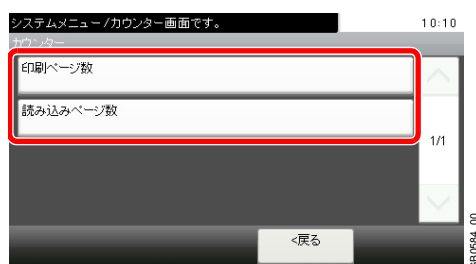 システムメニュー/カウンター画面です。
10:10
カウンター
印刷ページ数
読み込みページ数
1/1
<戻る